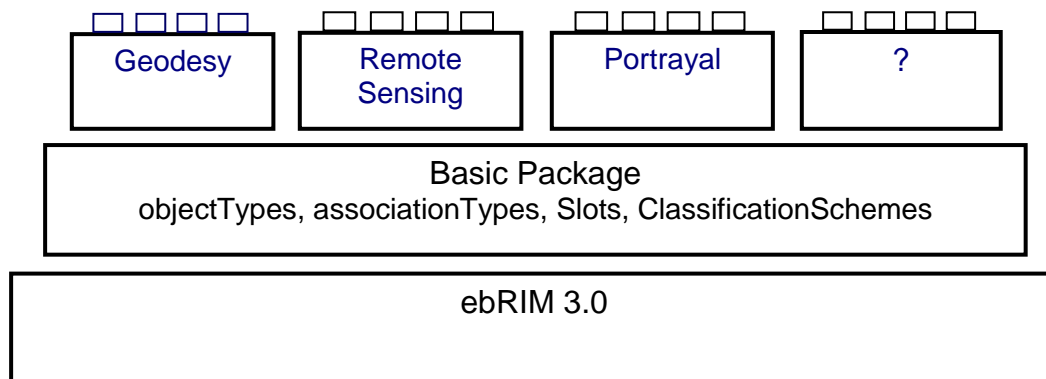 Geodesy
Remote
Sensing
Portrayal
?
Basic Package
objectTypes, associationTypes, Slots, ClassificationSchemes
ebRIM 3.0